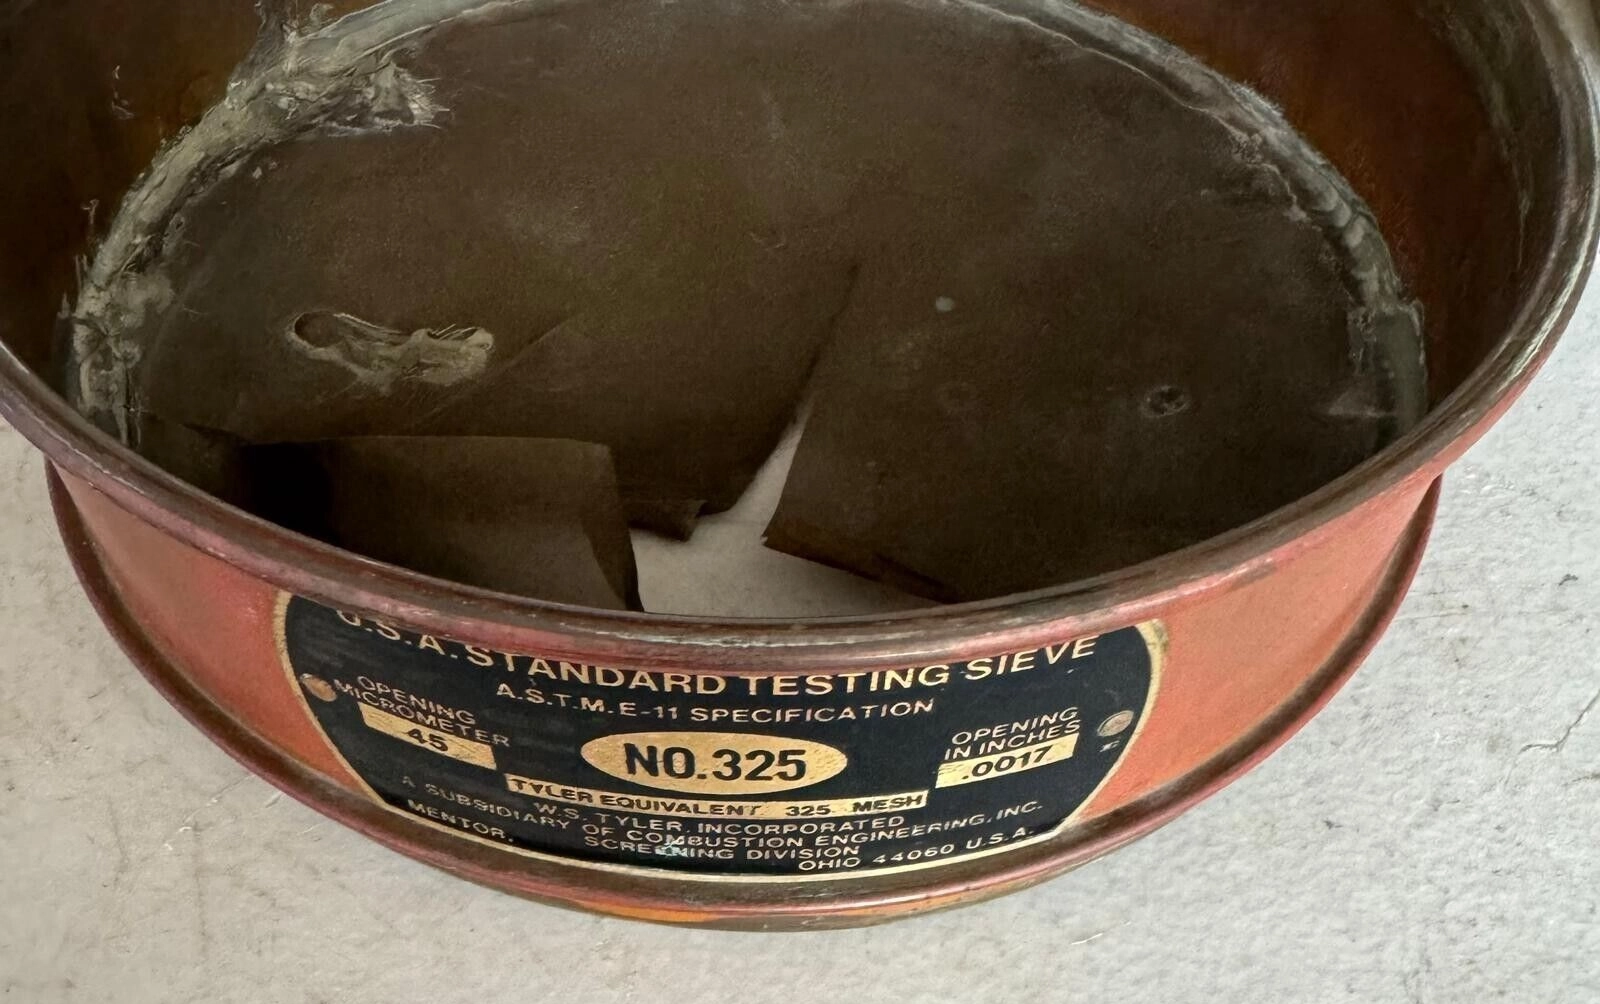 U.S.A. STANDARD TESTING SIEVE
A.S.T.M. E-11 SPECIFICATION
OPENING
MICROMETER
45
NO.325
OPENING
IN INCHES
.0017
TYLER EQUIVALENT 325 MESH
W.S. TYLER, INCORPORATED
A SUBSIDIARY OF COMBUSTION ENGINEERING, INC.
SCREENING DIVISION
MENTOR, OHIO 44060 U.S.A.